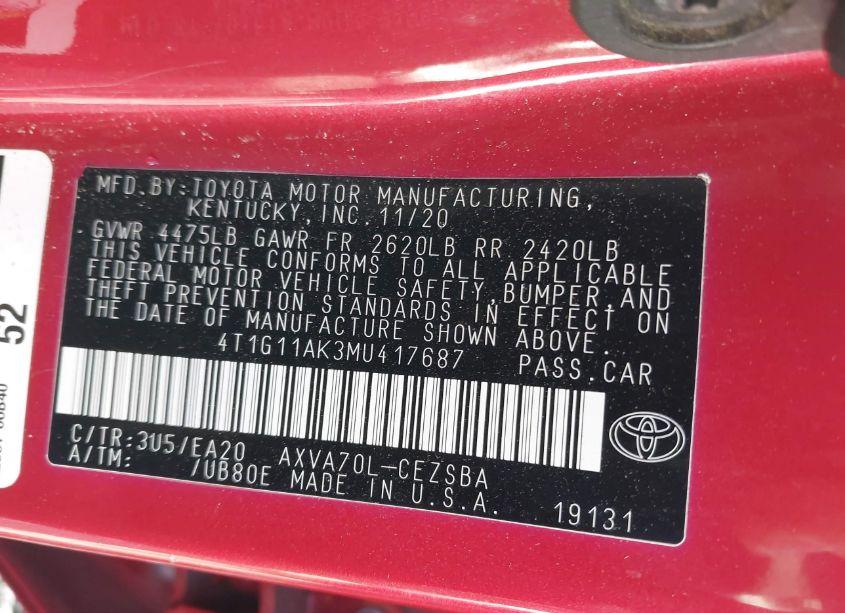 MFD.BY:TOYOTA MOTOR MANUFACTURING,
KENTUCKY,INC.11/20
GVWR 4475LB GAWR FR 2620LB RR 2420LB
THIS VEHICLE CONFORMS TO ALL APPLICABLE
FEDERAL MOTOR VEHICLE SAFETY,BUMPER,AND
THEFT PREVENTION STANDARDS IN EFFECT ON
THE DATE OF MANUFACTURE SHOWN ABOVE.
4T1G11AK3MU417687 PASS.CAR
C/TR:3U5/EA20 AXVA70L-CEZSBA
A/TM: /UB80E MADE IN U.S.A.
19131
52